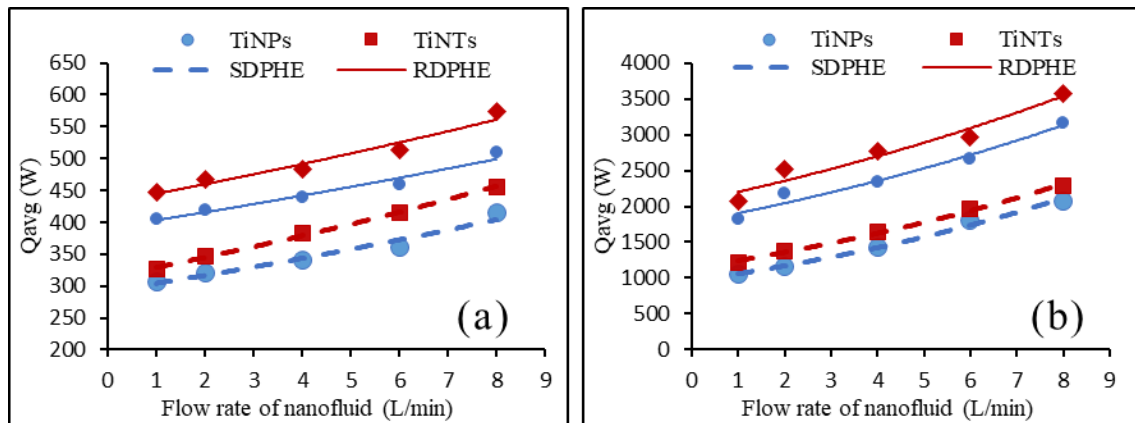 TiNPs TiNTs
SDPHE RDPHE
650
600
550
500
450
400
350
300
250
200
Qavg (W)
0 1 2 3 4 5 6 7 8 9
Flow rate of nanofluid (L/min)
(a)
TiNPs TiNTs
SDPHE RDPHE
4000
3500
3000
2500
2000
1500
1000
500
0
Qavg (W)
0 1 2 3 4 5 6 7 8 9
Flow rate of nanofluid (L/min)
(b)